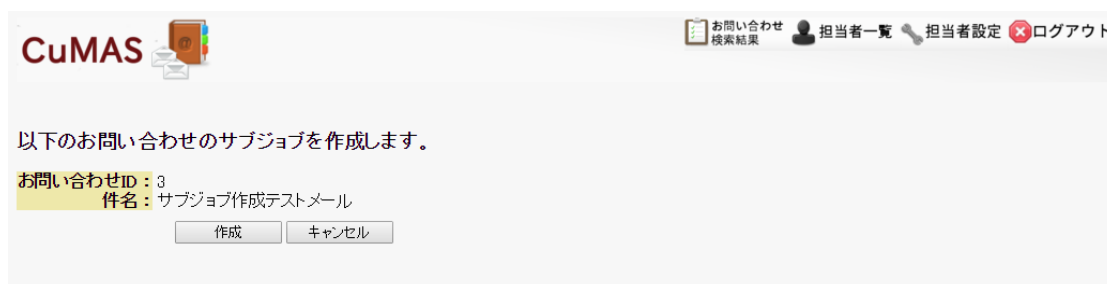 CuMAS
お問い合わせ
検索結果
担当者一覧
担当者設定
ログアウト
以下のお問い合わせのサブジョブを作成します。
お問い合わせID：3
件名：サブジョブ作成テストメール
作成 キャンセル